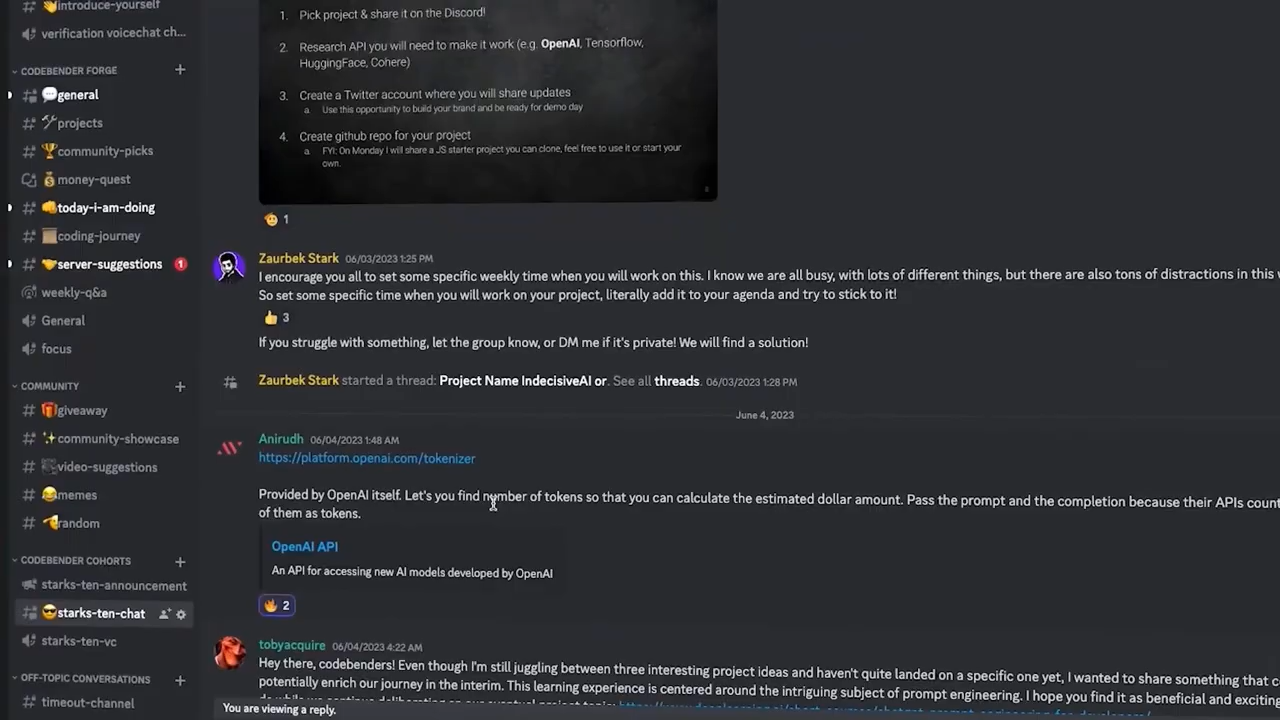 introduce-yourself
verification voicechat ch...
CODEBENDER FORGE
general
projects
community-picks
money-quest
today-i-am-doing
coding-journey
server-suggestions 1
weekly-q&a
General
focus
COMMUNITY
giveaway
community-showcase
video-suggestions
memes
random
CODEBENDER COHORTS
starks-ten-announcement
starks-ten-chat
starks-ten-vc
OFF-TOPIC CONVERSATIONS
timeout-channel
1. Pick project & share it on the Discord!
2. Research API you will need to make it work (e.g. OpenAI, Tensorflow,
HuggingFace, Cohere)
3. Create a Twitter account where you will share updates
a. Use this opportunity to build your brand and be ready for demo day
4. Create github repo for your project
a. FYI: On Monday I will share a JS starter project you can clone, feel free to use it or start your
own.
8
1
Zaurbek Stark 06/03/2023 1:25 PM
I encourage you all to set some specific weekly time when you will work on this. I know we are all busy, with lots of different things, but there are also tons of distractions in this
So set some specific time when you will work on your project, literally add it to your agenda and try to stick to it!
3
If you struggle with something, let the group know, or DM me if it's private! We will find a solution!
Zaurbek Stark started a thread: Project Name IndecisiveAI or. See all threads. 06/03/2023 1:28 PM
June 4, 2023
Anirudh 06/04/2023 1:48 AM
https://platform.openai.com/tokenizer
Provided by OpenAI itself. Let's you find number of tokens so that you can calculate the estimated dollar amount. Pass the prompt and the completion because their APIs count
of them as tokens.
OpenAI API
An API for accessing new AI models developed by OpenAI
2
tobyacquire 06/04/2023 4:22 AM
Hey there, codebenders! Even though I'm still juggling between three interesting project ideas and haven't quite landed on a specific one yet, I wanted to share something that
potentially enrich our journey in the interim. This learning experience is centered around the intriguing subject of prompt engineering. I hope you find it as beneficial and exciting
You are viewing a reply.